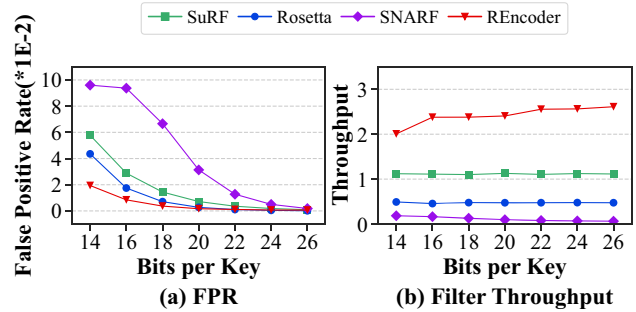 SuRF Rosetta SNARF REncoder
False Positive Rate(*1E-2)
10
8
6
4
2
0
14 16 18 20 22 24 26
Bits per Key
(a) FPR
Throughput
3
2
1
0
14 16 18 20 22 24 26
Bits per Key
(b) Filter Throughput